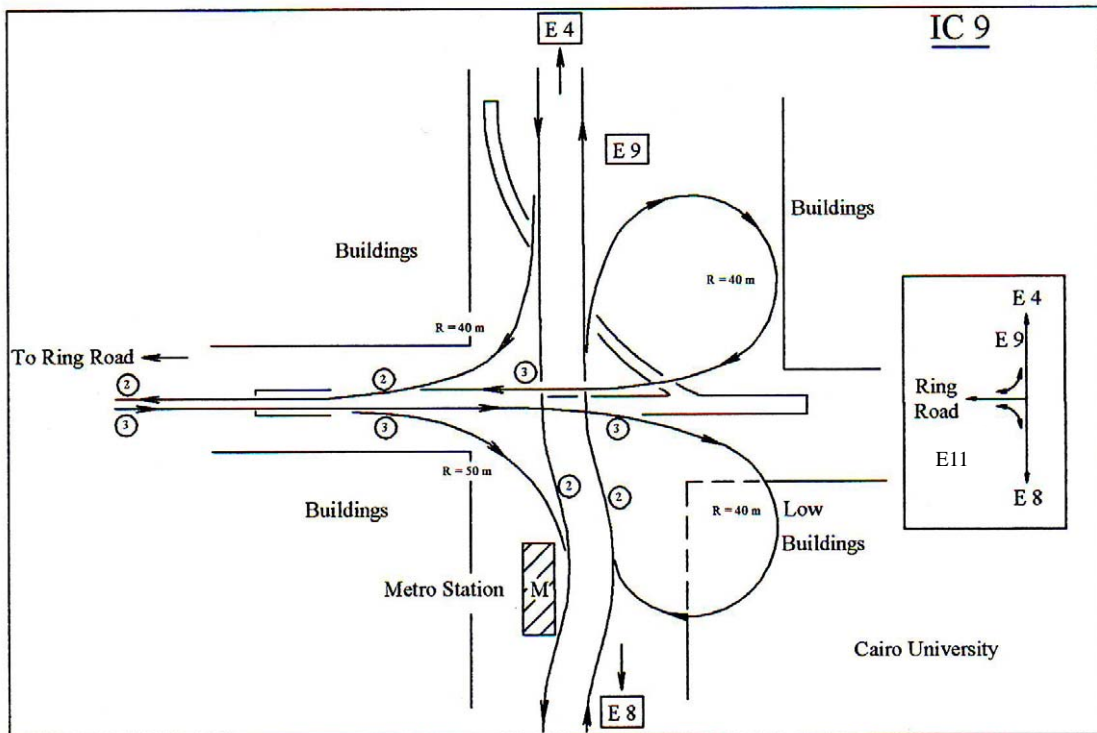 IC 9
E 4
E 9
Buildings
Buildings
R = 40 m
R = 40 m
To Ring Road
2
2
3
3
3
3
R = 50 m
2
2
R = 40 m
Low
Buildings
Buildings
Metro Station
M
Cairo University
E 8
E 4
E 9
Ring
Road
E11
E 8